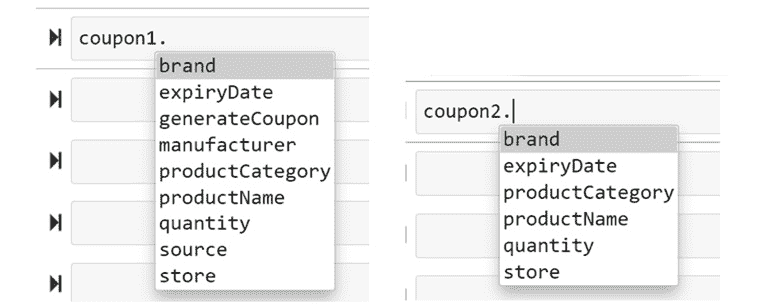 coupon1.
brand
expiryDate
generateCoupon
manufacturer
productCategory
productName
quantity
source
store
coupon2.
brand
expiryDate
productCategory
productName
quantity
store